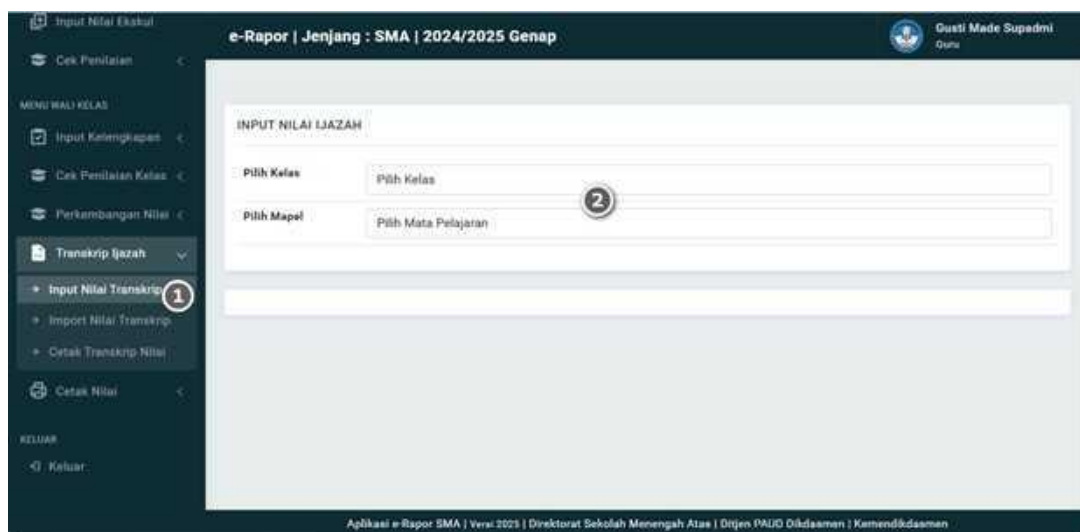 Input Nilai Ekskul
Cek Penilaian
MENU WALI KELAS
Input Kelengkapan
Cek Penilaian Kelas
Perkembangan Nilai
Transkrip Ijazah
Input Nilai Transkrip
1
Import Nilai Transkrip
Cetak Transkrip Nilai
Cetak Nilai
KELUAR
Keluar
e-Rapor | Jenjang : SMA | 2024/2025 Genap
Gusti Made Supadmi
Guru
INPUT NILAI IJAZAH
Pilih Kelas
Pilih Kelas
2
Pilih Mapel
Pilih Mata Pelajaran
Aplikasi e-Rapor SMA | Versi 2025 | Direktorat Sekolah Menengah Atas | Ditjen PAUD Dikdasmen | Kemendikdasmen